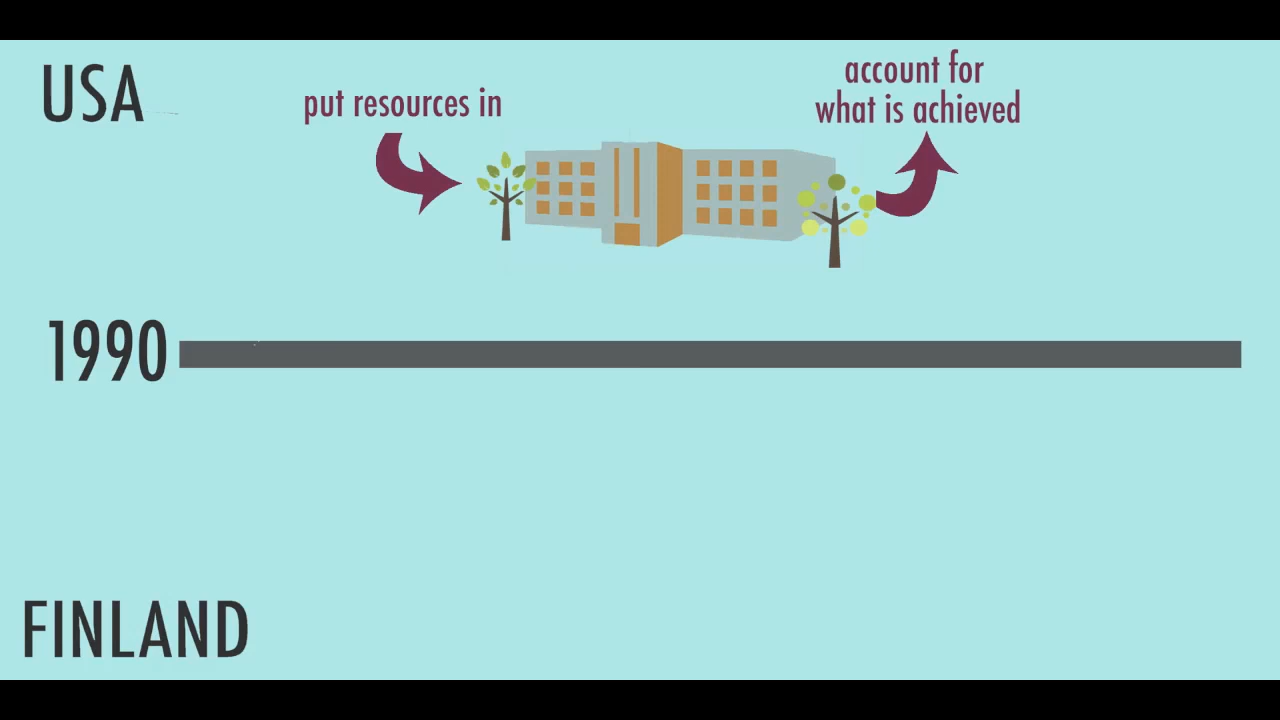 USA
put resources in
account for
what is achieved
1990
FINLAND